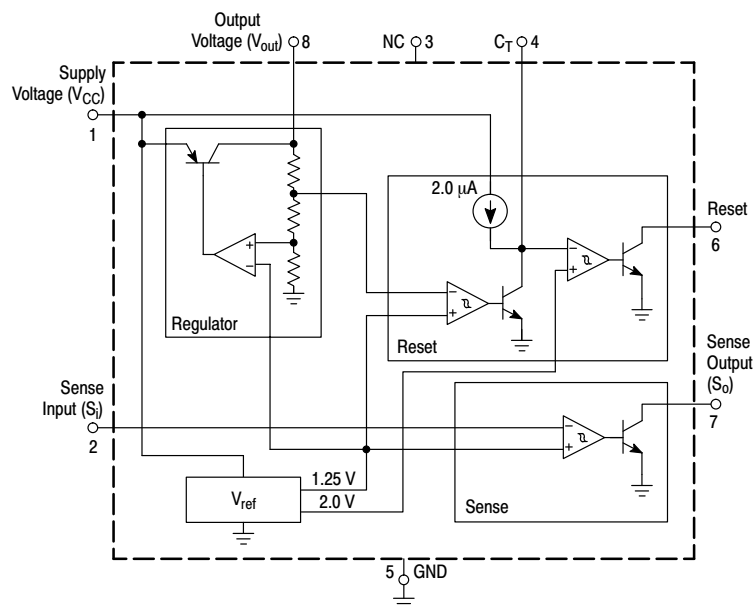 Output
Voltage (Vout) 8
NC 3
CT 4
Supply
Voltage (VCC)
1
2.0 μA
Reset
6
+
−
−
+
−
+
Regulator
Reset
Sense
Output
(So)
7
Sense
Input (Si)
2
−
+
1.25 V
Vref
2.0 V
Sense
5 GND